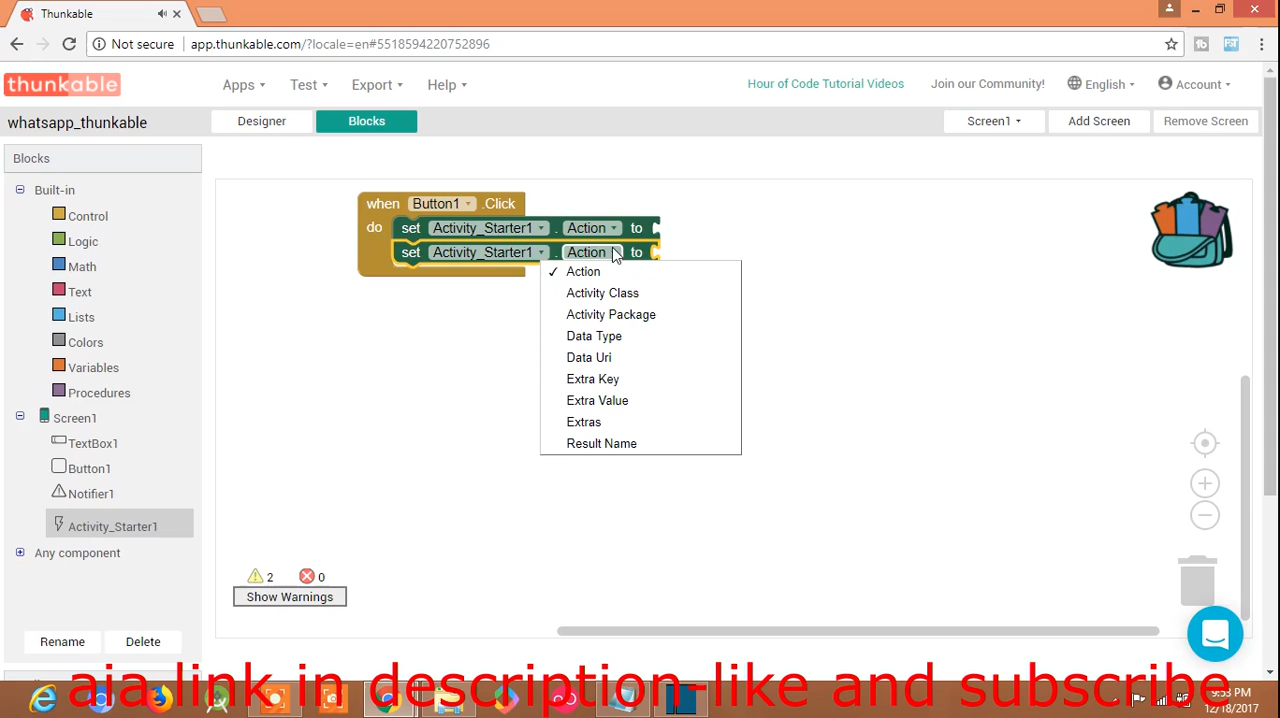 Thunkable
Not secure app.thunkable.com/?locale=en#5518594220752896
thunkable Apps Test Export Help Hour of Code Tutorial Videos Join our Community! English Account
whatsapp_thunkable Designer Blocks Screen1 Add Screen Remove Screen
Blocks
Built-in
Control
Logic
Math
Text
Lists
Colors
Variables
Procedures
Screen1
TextBox1
Button1
Notifier1
Activity_Starter1
Any component
Rename Delete
when Button1 .Click
do set Activity_Starter1 . Action to
set Activity_Starter1 . Action to
✓ Action
Activity Class
Activity Package
Data Type
Data Uri
Extra Key
Extra Value
Extras
Result Name
2 0
Show Warnings
aja-link in description-like and subscribe
9:53 PM
12/18/2017